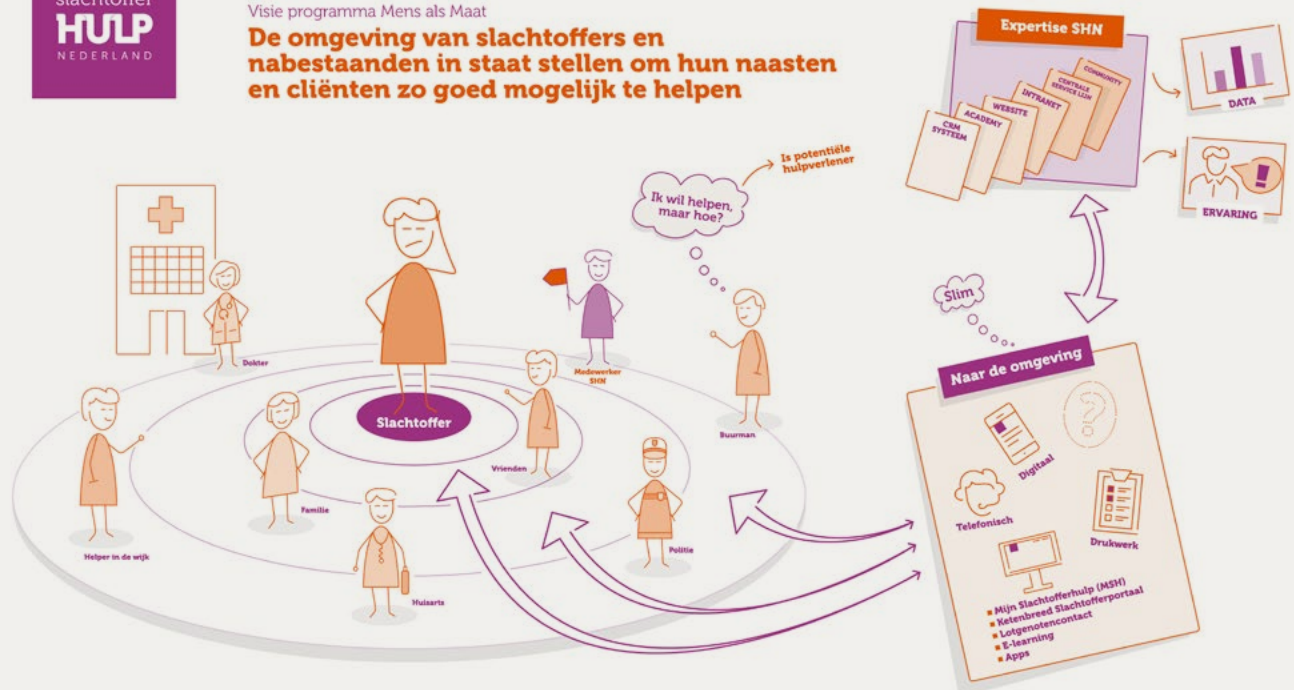 slachtoffer
HULP
NEDERLAND
Visie programma Mens als Maat
De omgeving van slachtoffers en
nabestaanden in staat stellen om hun naasten
en cliënten zo goed mogelijk te helpen
Is potentiële
hulpverlener
Ik wil helpen,
maar hoe?
Dokter
Medewerker
SHN
Slachtoffer
Buurman
Vrienden
Familie
Helper in de wijk
Politie
Huisarts
Expertise SHN
CRM
SYSTEEM
ACADEMY
WEBSITE
INTRANET
CENTRALE
SERVICE LIJN
COMMUNITY
DATA
!
ERVARING
Slim
Naar de omgeving
?
Digitaal
Telefonisch
Drukwerk
Mijn Slachtofferhulp (MSH)
Ketenbreed Slachtofferportaal
Lotgenotencontact
E-learning
Apps